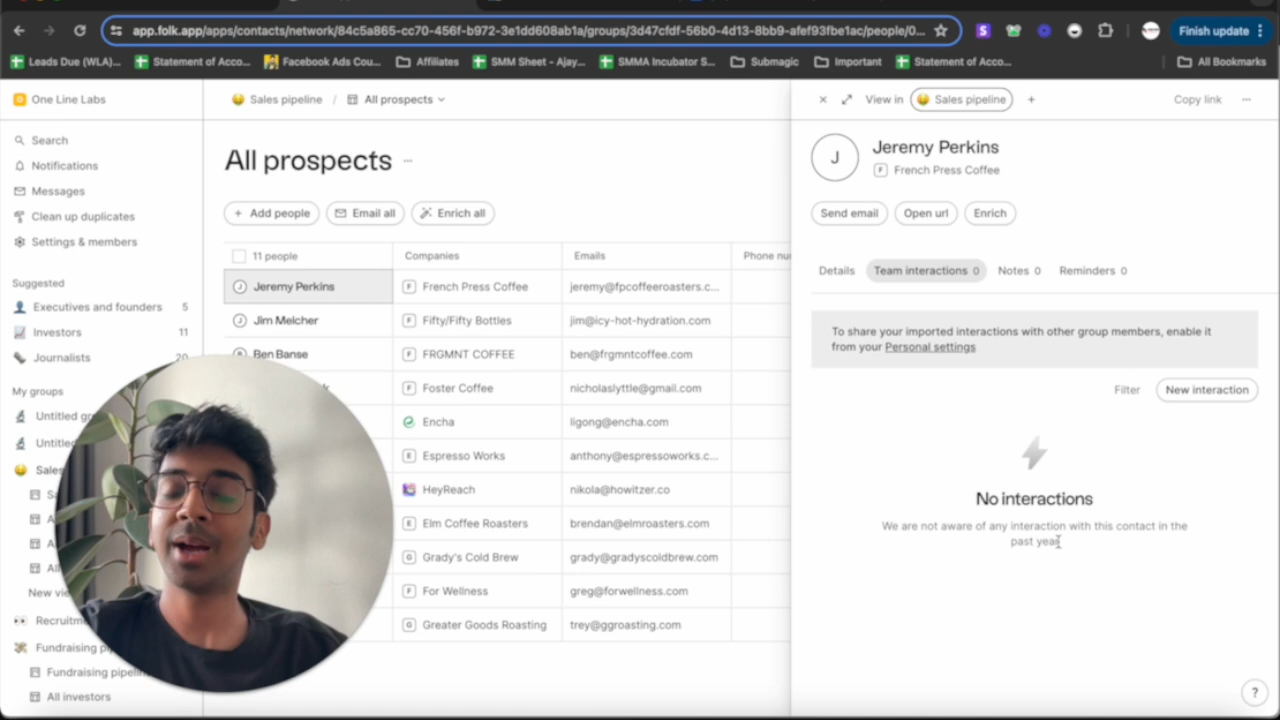 app.folk.app/apps/contacts/network/84c5a865-cc70-456f-b972-3e1dd608ab1a/groups/3d47cfdf-56b0-4d13-8bb9-afef93fbe1ac/people/0...
S
Finish update
Leads Due (WLA)...
Statement of Acco...
Facebook Ads Cou...
Affiliates
SMM Sheet - Ajay...
SMMA Incubator S...
Submagic
Important
Statement of Acco...
All Bookmarks
One Line Labs
Search
Notifications
Messages
Clean up duplicates
Settings & members
Suggested
Executives and founders 5
Investors 11
Journalists 20
My groups
Untitled
Untitled
Sales
New
Recruitm
Fundraising
Fundraising
All investors
Sales pipeline / All prospects
All prospects ...
+ Add people
Email all
Enrich all
11 people Companies Emails Phone nu
J Jeremy Perkins F French Press Coffee jeremy@fpcoffeeroasters.c...
J Jim Melcher F Fifty/Fifty Bottles jim@icy-hot-hydration.com
Ben Banse F FRGMNT COFFEE ben@frgmntcoffee.com
F Foster Coffee nicholaslyttle@gmail.com
Encha ligong@encha.com
E Espresso Works anthony@espressoworks.c...
HeyReach nikola@howitzer.co
E Elm Coffee Roasters brendan@elmroasters.com
G Grady's Cold Brew grady@gradyscoldbrew.com
F For Wellness greg@forwellness.com
G Greater Goods Roasting trey@ggroasting.com
View in Sales pipeline + Copy link ...
J
Jeremy Perkins
F French Press Coffee
Send email
Open url
Enrich
Details Team interactions 0 Notes 0 Reminders 0
To share your imported interactions with other group members, enable it
from your Personal settings
Filter New interaction
No interactions
We are not aware of any interaction with this contact in the
past year
?